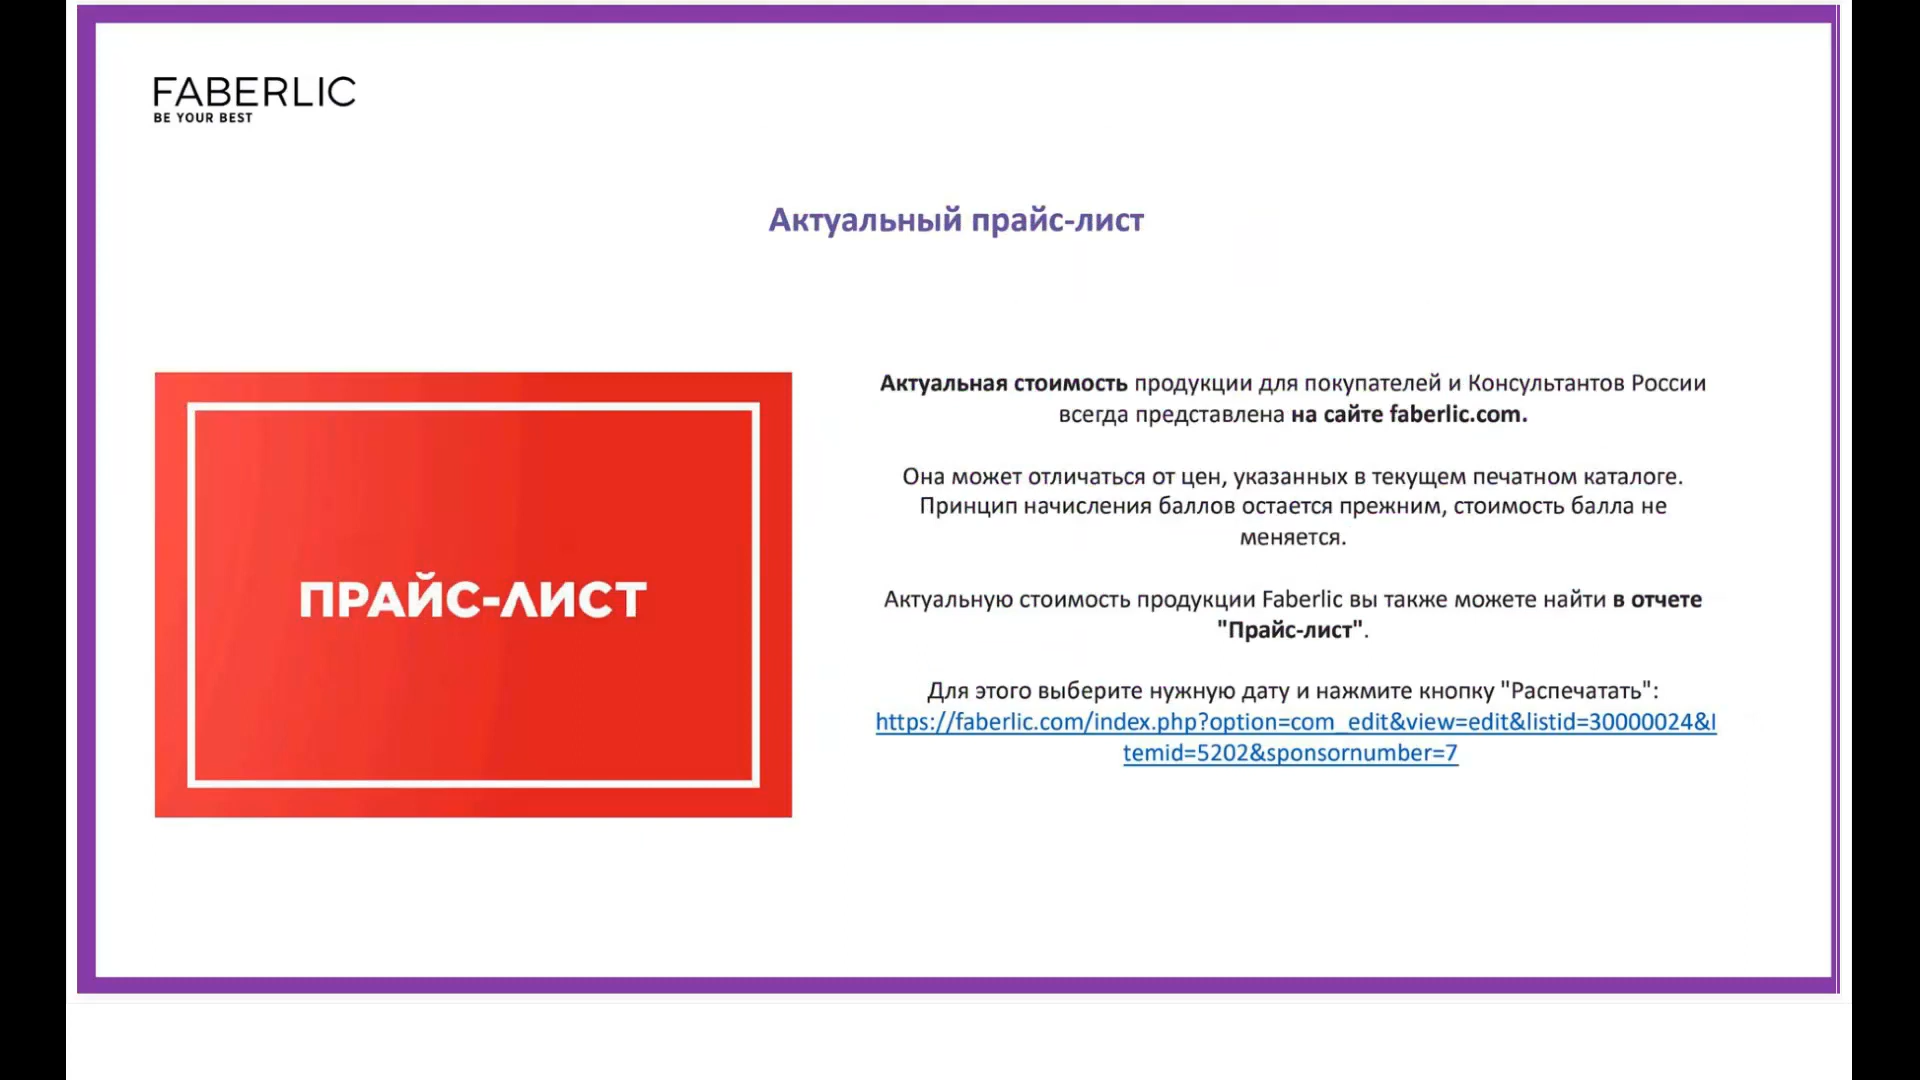 FABERLIC
BE YOUR BEST
Актуальный прайс-лист
ПРАЙС-ЛИСТ
Актуальная стоимость продукции для покупателей и Консультантов России
всегда представлена на сайте faberlic.com.
Она может отличаться от цен, указанных в текущем печатном каталоге.
Принцип начисления баллов остается прежним, стоимость балла не
меняется.
Актуальную стоимость продукции Faberlic вы также можете найти в отчете
"Прайс-лист".
Для этого выберите нужную дату и нажмите кнопку "Распечатать":
https://faberlic.com/index.php?option=com_edit&view=edit&listid=30000024&I
temid=5202&sponsornumber=7